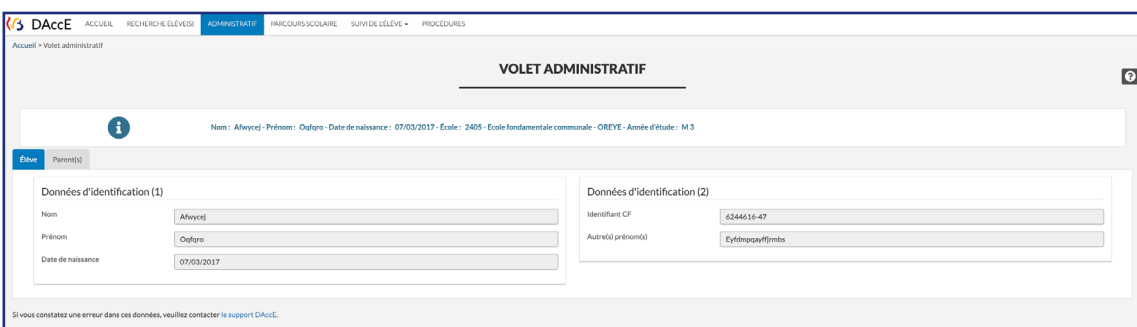 DAccE ACCUEIL RECHERCHE ÉLÈVE(S) ADMINISTRATIF PARCOURS SCOLAIRE SUIVI DE L'ÉLÈVE PROCÉDURES
Accueil > Volet administratif
VOLET ADMINISTRATIF
?
i
Nom : Afwycej - Prénom : Oqfqro - Date de naissance : 07/03/2017 - École : 2405 - Ecole fondamentale communale - OREYE - Année d'étude : M 3
Élève Parent(s)
Données d'identification (1)
Nom Afwycej
Prénom Oqfqro
Date de naissance 07/03/2017
Données d'identification (2)
Identifiant CF 6244616-47
Autre(s) prénom(s) Eyfdmpqayffjrmbs
Si vous constatez une erreur dans ces données, veuillez contacter le support DAccE.